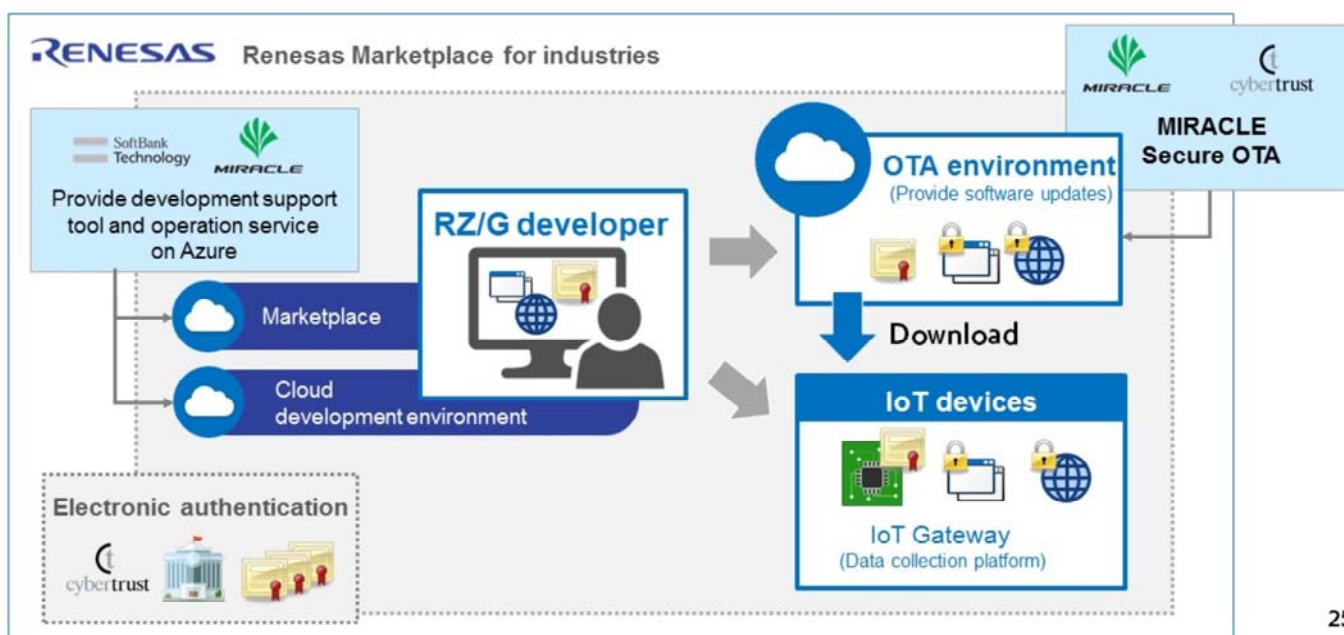 RENESAS Renesas Marketplace for industries
MIRACLE
cybertrust
MIRACLE
Secure OTA
SoftBank
Technology
MIRACLE
Provide development support
tool and operation service
on Azure
RZ/G developer
OTA environment
(Provide software updates)
Marketplace
Cloud
development environment
Download
IoT devices
IoT Gateway
(Data collection platform)
Electronic authentication
cybertrust